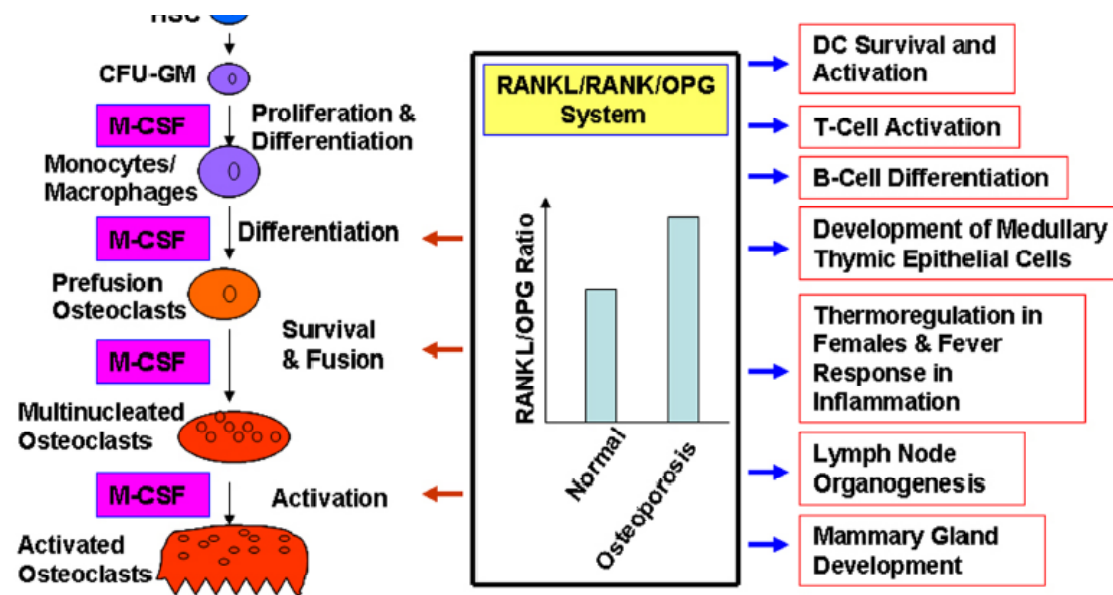 HSC
CFU-GM
M-CSF
Proliferation &
Differentiation
Monocytes/
Macrophages
M-CSF
Differentiation
Prefusion
Osteoclasts
Survival
& Fusion
M-CSF
Multinucleated
Osteoclasts
M-CSF
Activation
Activated
Osteoclasts
RANKL/RANK/OPG
System
RANKL/OPG Ratio
Normal
Osteoporosis
DC Survival and
Activation
T-Cell Activation
B-Cell Differentiation
Development of Medullary
Thymic Epithelial Cells
Thermoregulation in
Females & Fever
Response in
Inflammation
Lymph Node
Organogenesis
Mammary Gland
Development